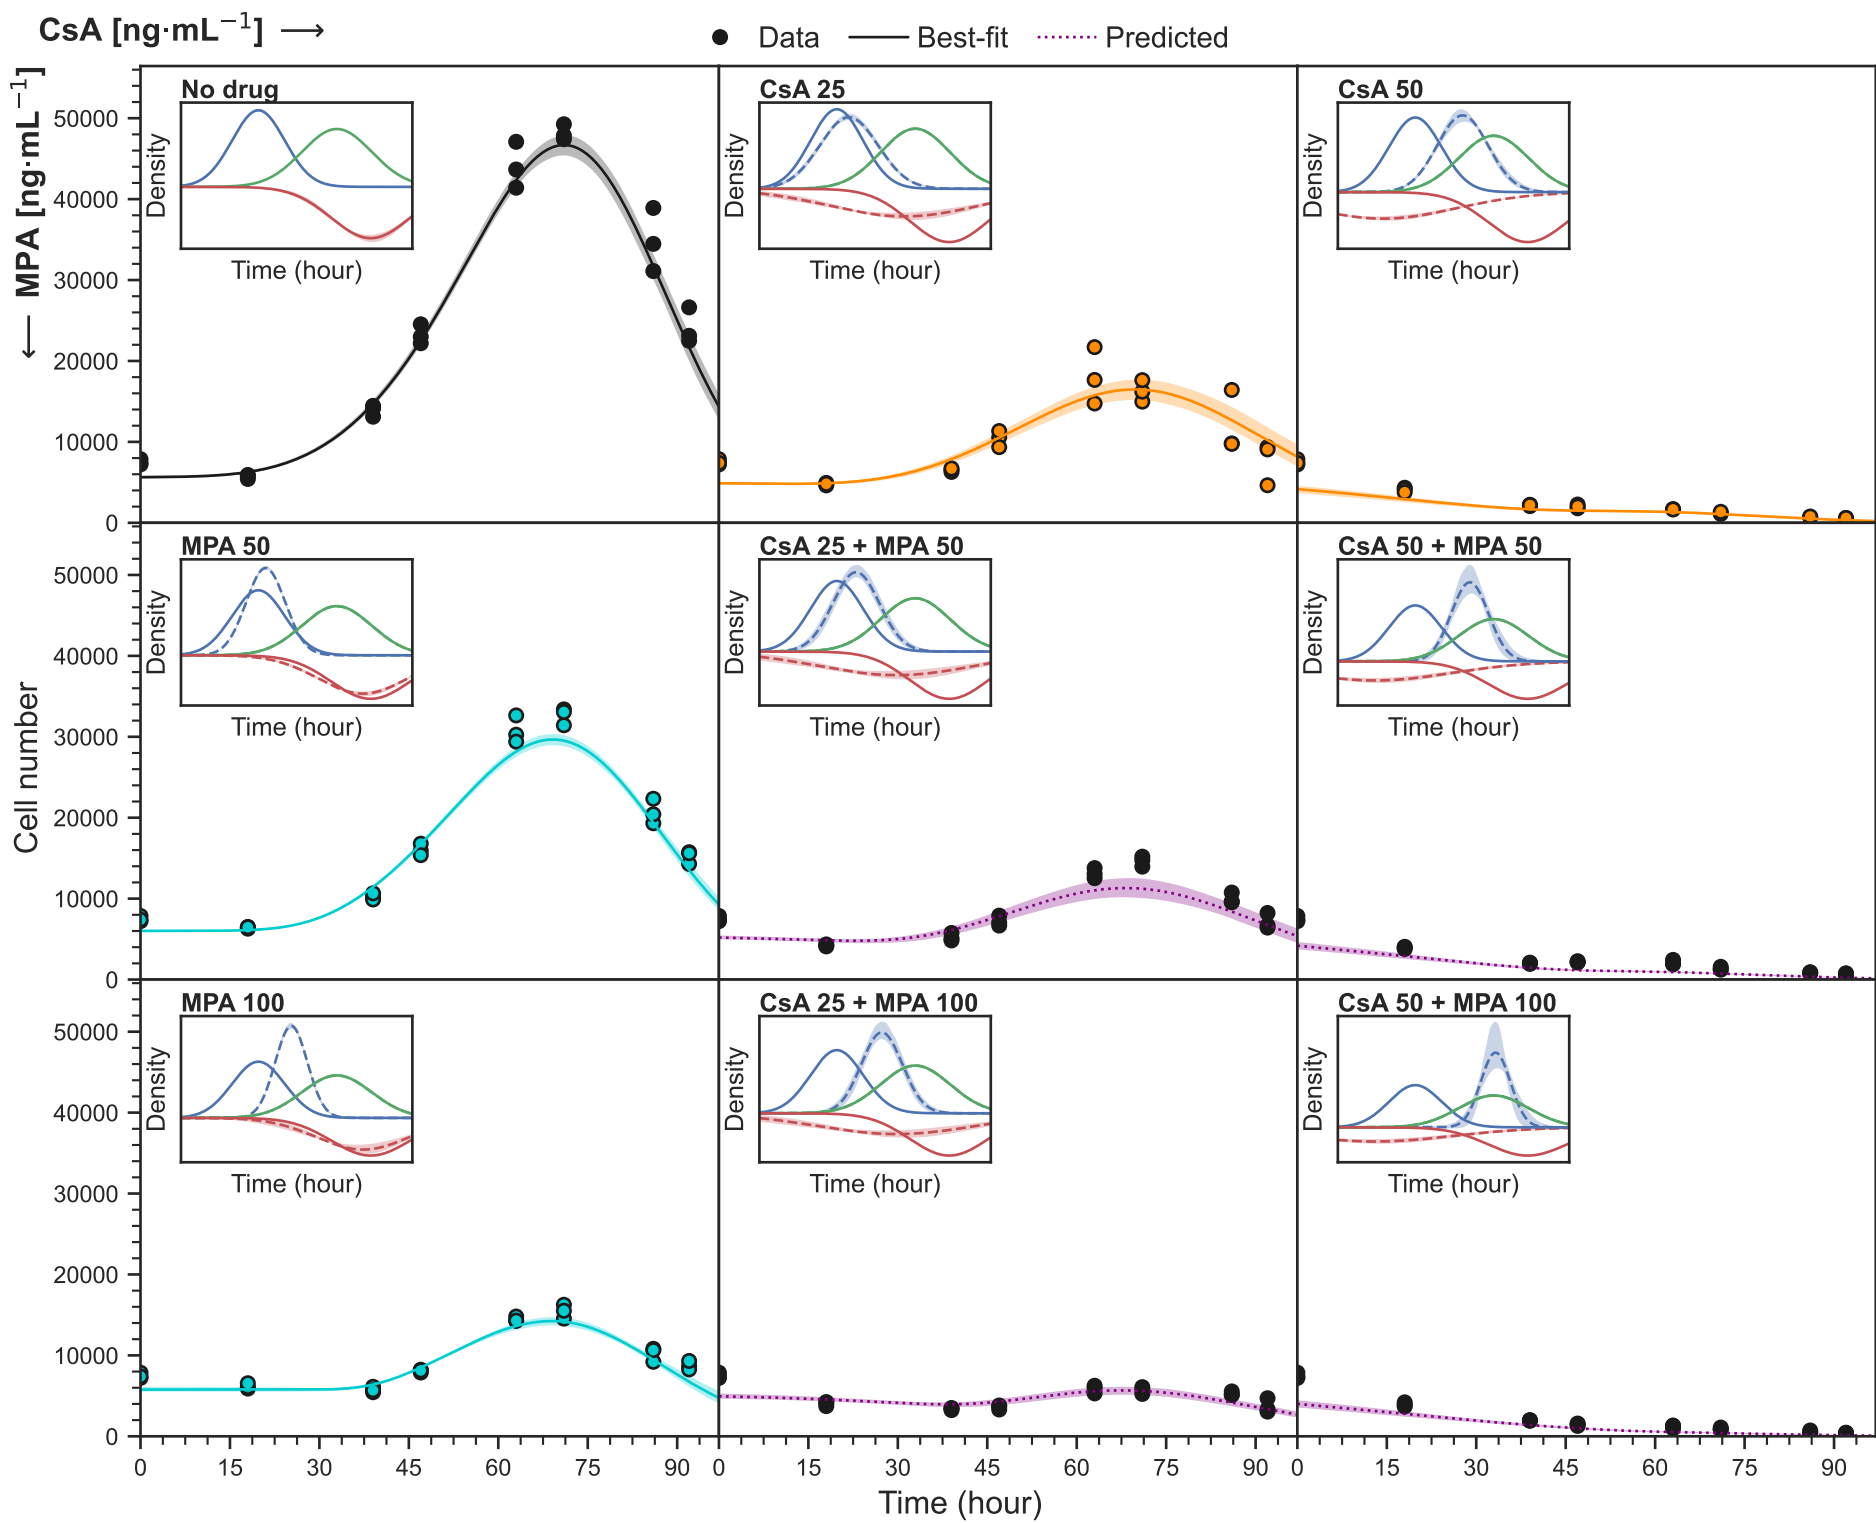 CsA [ng·mL⁻¹] ⟶
Data Best-fit Predicted
⟵ MPA [ng·mL⁻¹]
Cell number
No drug
Density
Time (hour)
CsA 25
Density
Time (hour)
CsA 50
Density
Time (hour)
50000
40000
30000
20000
10000
0
MPA 50
Density
Time (hour)
CsA 25 + MPA 50
Density
Time (hour)
CsA 50 + MPA 50
Density
Time (hour)
50000
40000
30000
20000
10000
0
MPA 100
Density
Time (hour)
CsA 25 + MPA 100
Density
Time (hour)
CsA 50 + MPA 100
Density
Time (hour)
50000
40000
30000
20000
10000
0
0 15 30 45 60 75 90 0 15 30 45 60 75 90 0 15 30 45 60 75 90
Time (hour)